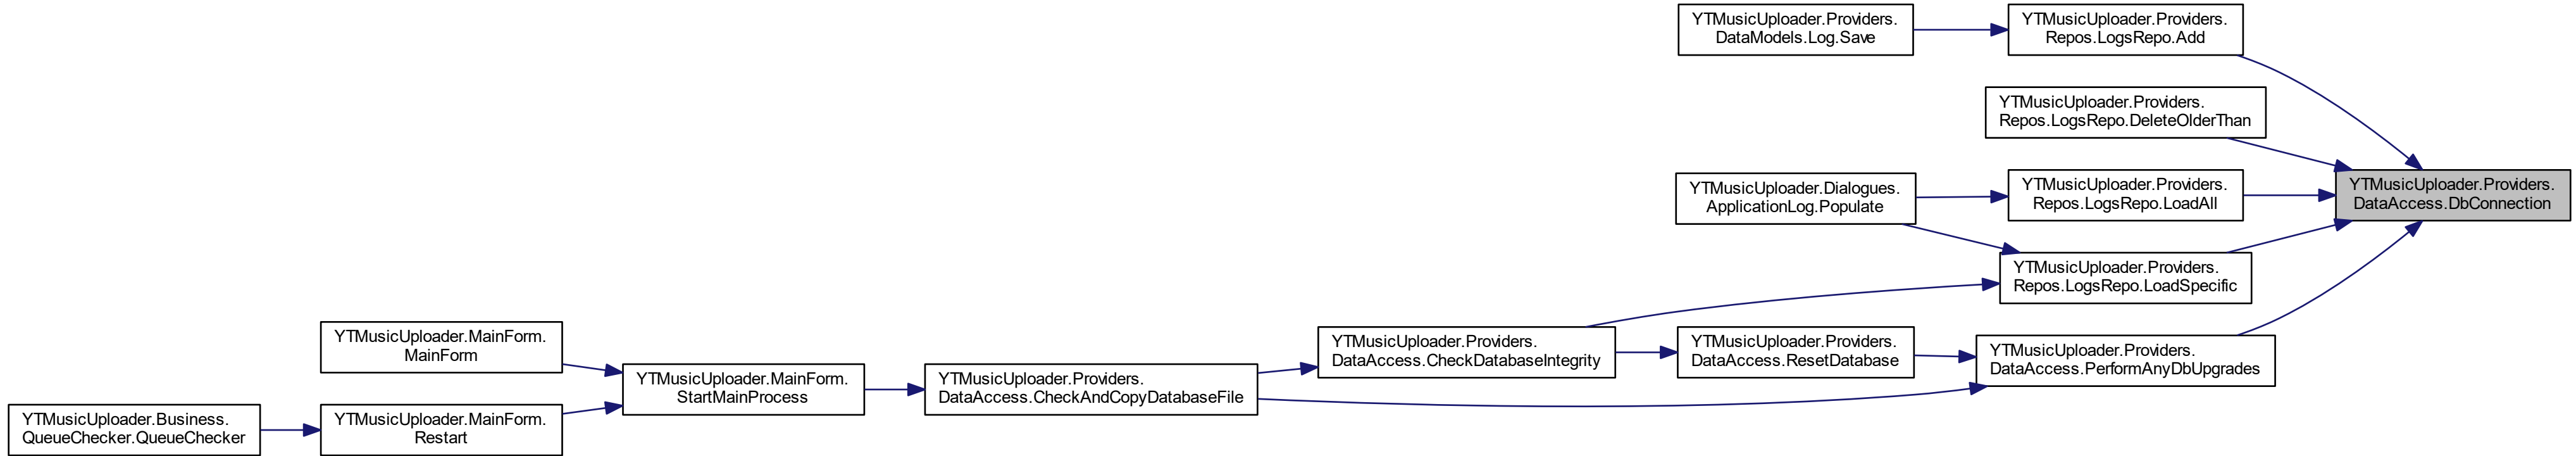 YTMusicUploader.Providers.
DataModels.Log.Save
YTMusicUploader.Providers.
Repos.LogsRepo.Add
YTMusicUploader.Providers.
Repos.LogsRepo.DeleteOlderThan
YTMusicUploader.Dialogues.
ApplicationLog.Populate
YTMusicUploader.Providers.
Repos.LogsRepo.LoadAll
YTMusicUploader.Providers.
DataAccess.DbConnection
YTMusicUploader.Providers.
Repos.LogsRepo.LoadSpecific
YTMusicUploader.MainForm.
MainForm
YTMusicUploader.MainForm.
StartMainProcess
YTMusicUploader.Providers.
DataAccess.CheckAndCopyDatabaseFile
YTMusicUploader.Providers.
DataAccess.CheckDatabaseIntegrity
YTMusicUploader.Providers.
DataAccess.ResetDatabase
YTMusicUploader.Providers.
DataAccess.PerformAnyDbUpgrades
YTMusicUploader.Business.
QueueChecker.QueueChecker
YTMusicUploader.MainForm.
Restart